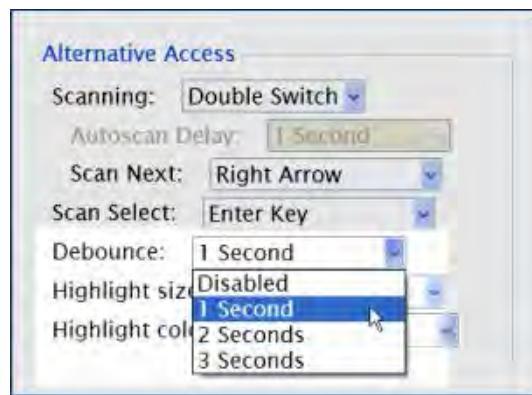 Alternative Access
Scanning: Double Switch
Autoscan Delay: 1 Second
Scan Next: Right Arrow
Scan Select: Enter Key
Debounce: 1 Second
Disabled
Highlight size
1 Second
Highlight colo
2 Seconds
3 Seconds